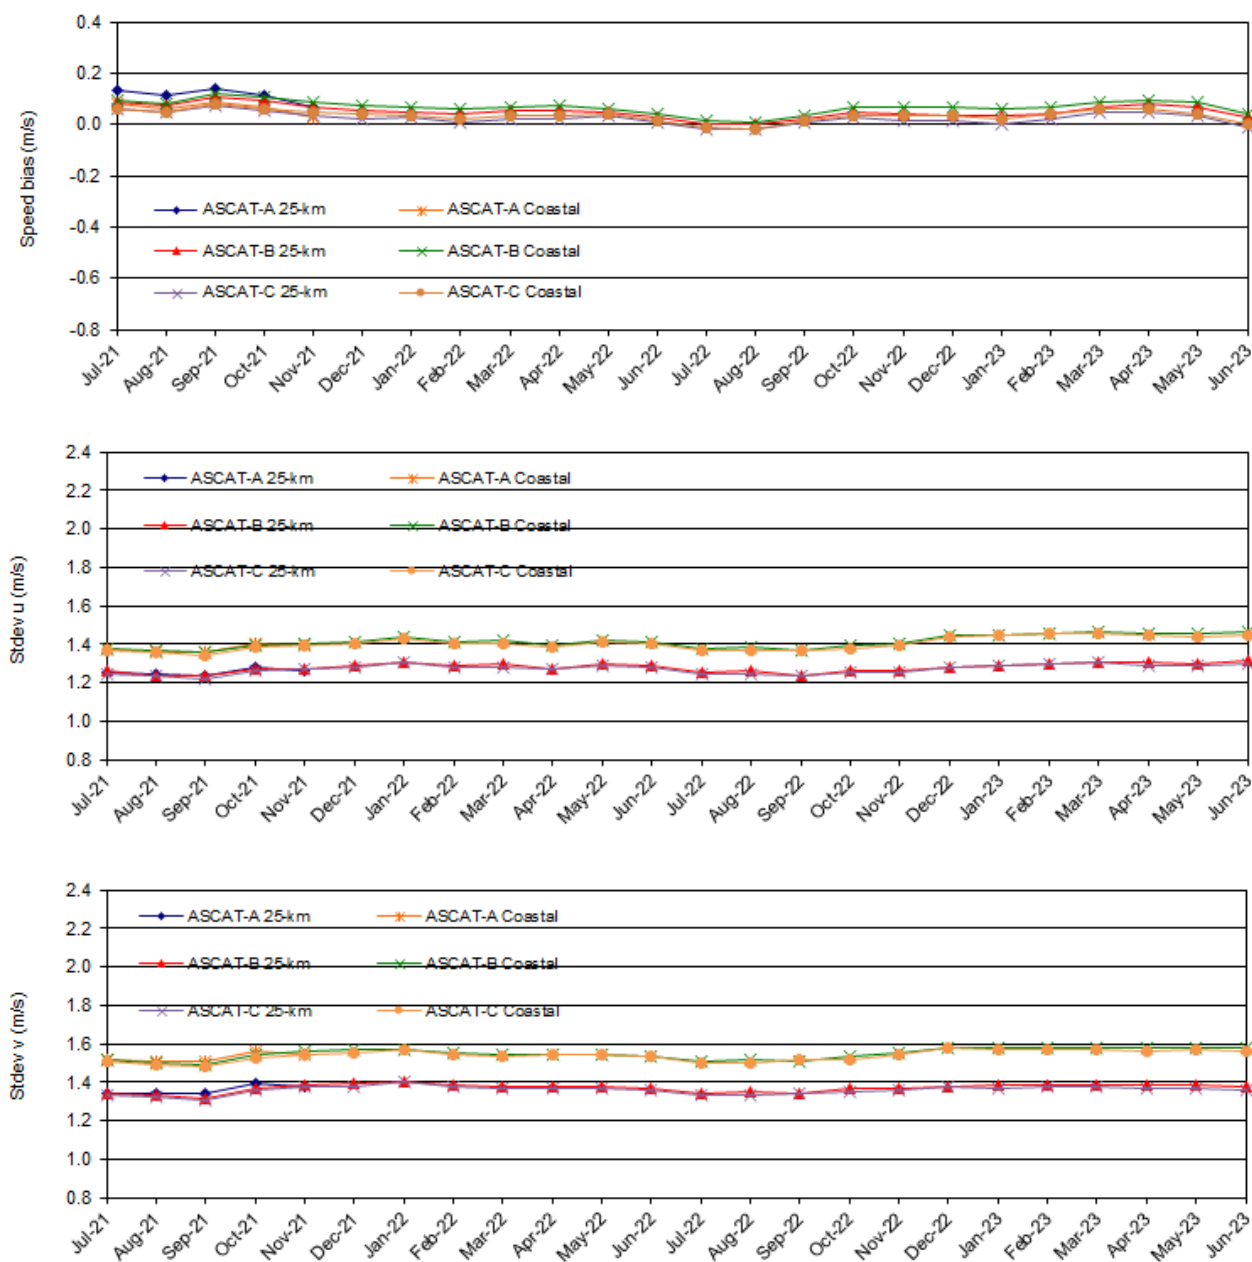 0.4
0.2
0.0
-0.2
-0.4
-0.6
-0.8
Speed bias (m/s)
ASCAT-A 25-km ASCAT-A Coastal
ASCAT-B 25-km ASCAT-B Coastal
ASCAT-C 25-km ASCAT-C Coastal
Jul-21 Aug-21 Sep-21 Oct-21 Nov-21 Dec-21 Jan-22 Feb-22 Mar-22 Apr-22 May-22 Jun-22 Jul-22 Aug-22 Sep-22 Oct-22 Nov-22 Dec-22 Jan-23 Feb-23 Mar-23 Apr-23 May-23 Jun-23
2.4
2.2
2.0
1.8
1.6
1.4
1.2
1.0
0.8
Stdev u (m/s)
ASCAT-A 25-km ASCAT-A Coastal
ASCAT-B 25-km ASCAT-B Coastal
ASCAT-C 25-km ASCAT-C Coastal
Jul-21 Aug-21 Sep-21 Oct-21 Nov-21 Dec-21 Jan-22 Feb-22 Mar-22 Apr-22 May-22 Jun-22 Jul-22 Aug-22 Sep-22 Oct-22 Nov-22 Dec-22 Jan-23 Feb-23 Mar-23 Apr-23 May-23 Jun-23
2.4
2.2
2.0
1.8
1.6
1.4
1.2
1.0
0.8
Stdev v (m/s)
ASCAT-A 25-km ASCAT-A Coastal
ASCAT-B 25-km ASCAT-B Coastal
ASCAT-C 25-km ASCAT-C Coastal
Jul-21 Aug-21 Sep-21 Oct-21 Nov-21 Dec-21 Jan-22 Feb-22 Mar-22 Apr-22 May-22 Jun-22 Jul-22 Aug-22 Sep-22 Oct-22 Nov-22 Dec-22 Jan-23 Feb-23 Mar-23 Apr-23 May-23 Jun-23